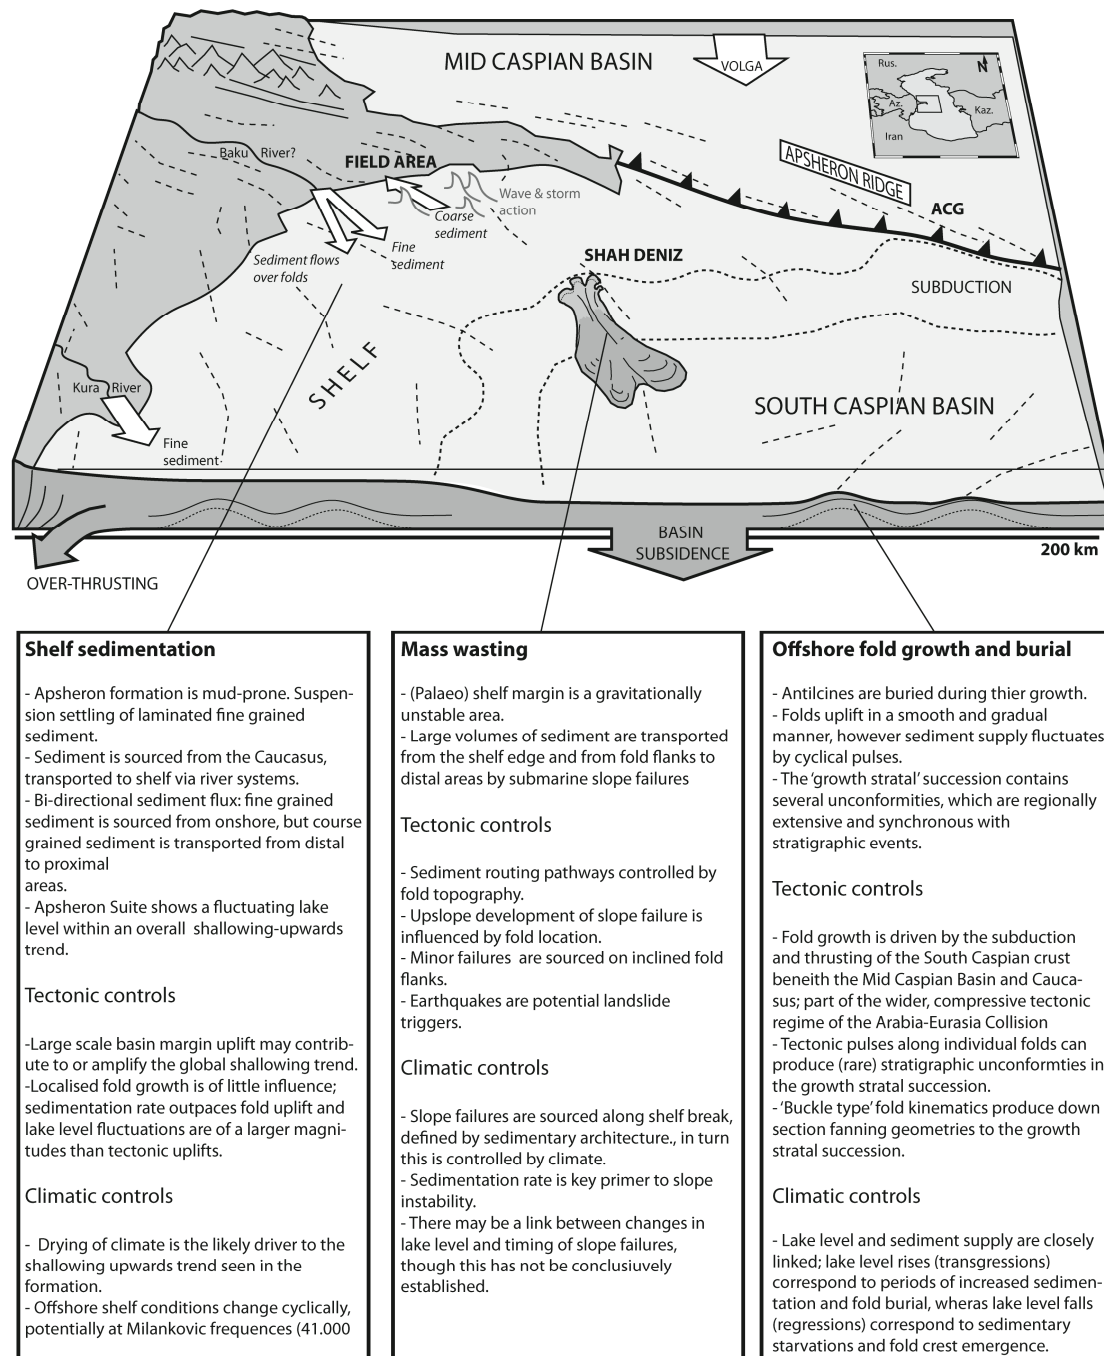 MID CASPIAN BASIN
VOLGA
Rus.
N
Az.
Kaz.
Iran
Baku River?
FIELD AREA
APSHERON RIDGE
Wave & storm
action
Coarse
sediment
ACG
Fine
sediment
Sediment flows
over folds
SHAH DENIZ
SUBDUCTION
SHELF
Kura River
SOUTH CASPIAN BASIN
Fine
sediment
BASIN
SUBSIDENCE
200 km
OVER-THRUSTING
Shelf sedimentation
- Apsheron formation is mud-prone. Suspen-
sion settling of laminated fine grained
sediment.
- Sediment is sourced from the Caucasus,
transported to shelf via river systems.
- Bi-directional sediment flux: fine grained
sediment is sourced from onshore, but course
grained sediment is transported from distal
to proximal
areas.
- Apsheron Suite shows a fluctuating lake
level within an overall shallowing-upwards
trend.
Tectonic controls
-Large scale basin margin uplift may contrib-
ute to or amplify the global shallowing trend.
-Localised fold growth is of little influence;
sedimentation rate outpaces fold uplift and
lake level fluctuations are of a larger magni-
tudes than tectonic uplifts.
Climatic controls
- Drying of climate is the likely driver to the
shallowing upwards trend seen in the
formation.
- Offshore shelf conditions change cyclically,
potentially at Milankovic frequences (41.000
Mass wasting
- (Palaeo) shelf margin is a gravitationally
unstable area.
- Large volumes of sediment are transported
from the shelf edge and from fold flanks to
distal areas by submarine slope failures
Tectonic controls
- Sediment routing pathways controlled by
fold topography.
- Upslope development of slope failure is
influenced by fold location.
- Minor failures are sourced on inclined fold
flanks.
- Earthquakes are potential landslide
triggers.
Climatic controls
- Slope failures are sourced along shelf break,
defined by sedimentary architecture., in turn
this is controlled by climate.
- Sedimentation rate is key primer to slope
instability.
- There may be a link between changes in
lake level and timing of slope failures,
though this has not be conclusiuvely
established.
Offshore fold growth and burial
- Antilcines are buried during thier growth.
- Folds uplift in a smooth and gradual
manner, however sediment supply fluctuates
by cyclical pulses.
- The 'growth stratal' succession contains
several unconformities, which are regionally
extensive and synchronous with
stratigraphic events.
Tectonic controls
- Fold growth is driven by the subduction
and thrusting of the South Caspian crust
beneith the Mid Caspian Basin and Cauca-
sus; part of the wider, compressive tectonic
regime of the Arabia-Eurasia Collision
- Tectonic pulses along individual folds can
produce (rare) stratigraphic unconformties in
the growth stratal succession.
- 'Buckle type' fold kinematics produce down
section fanning geometries to the growth
stratal succession.
Climatic controls
- Lake level and sediment supply are closely
linked; lake level rises (transgressions)
correspond to periods of increased sedimen-
tation and fold burial, wheras lake level falls
(regressions) correspond to sedimentary
starvations and fold crest emergence.